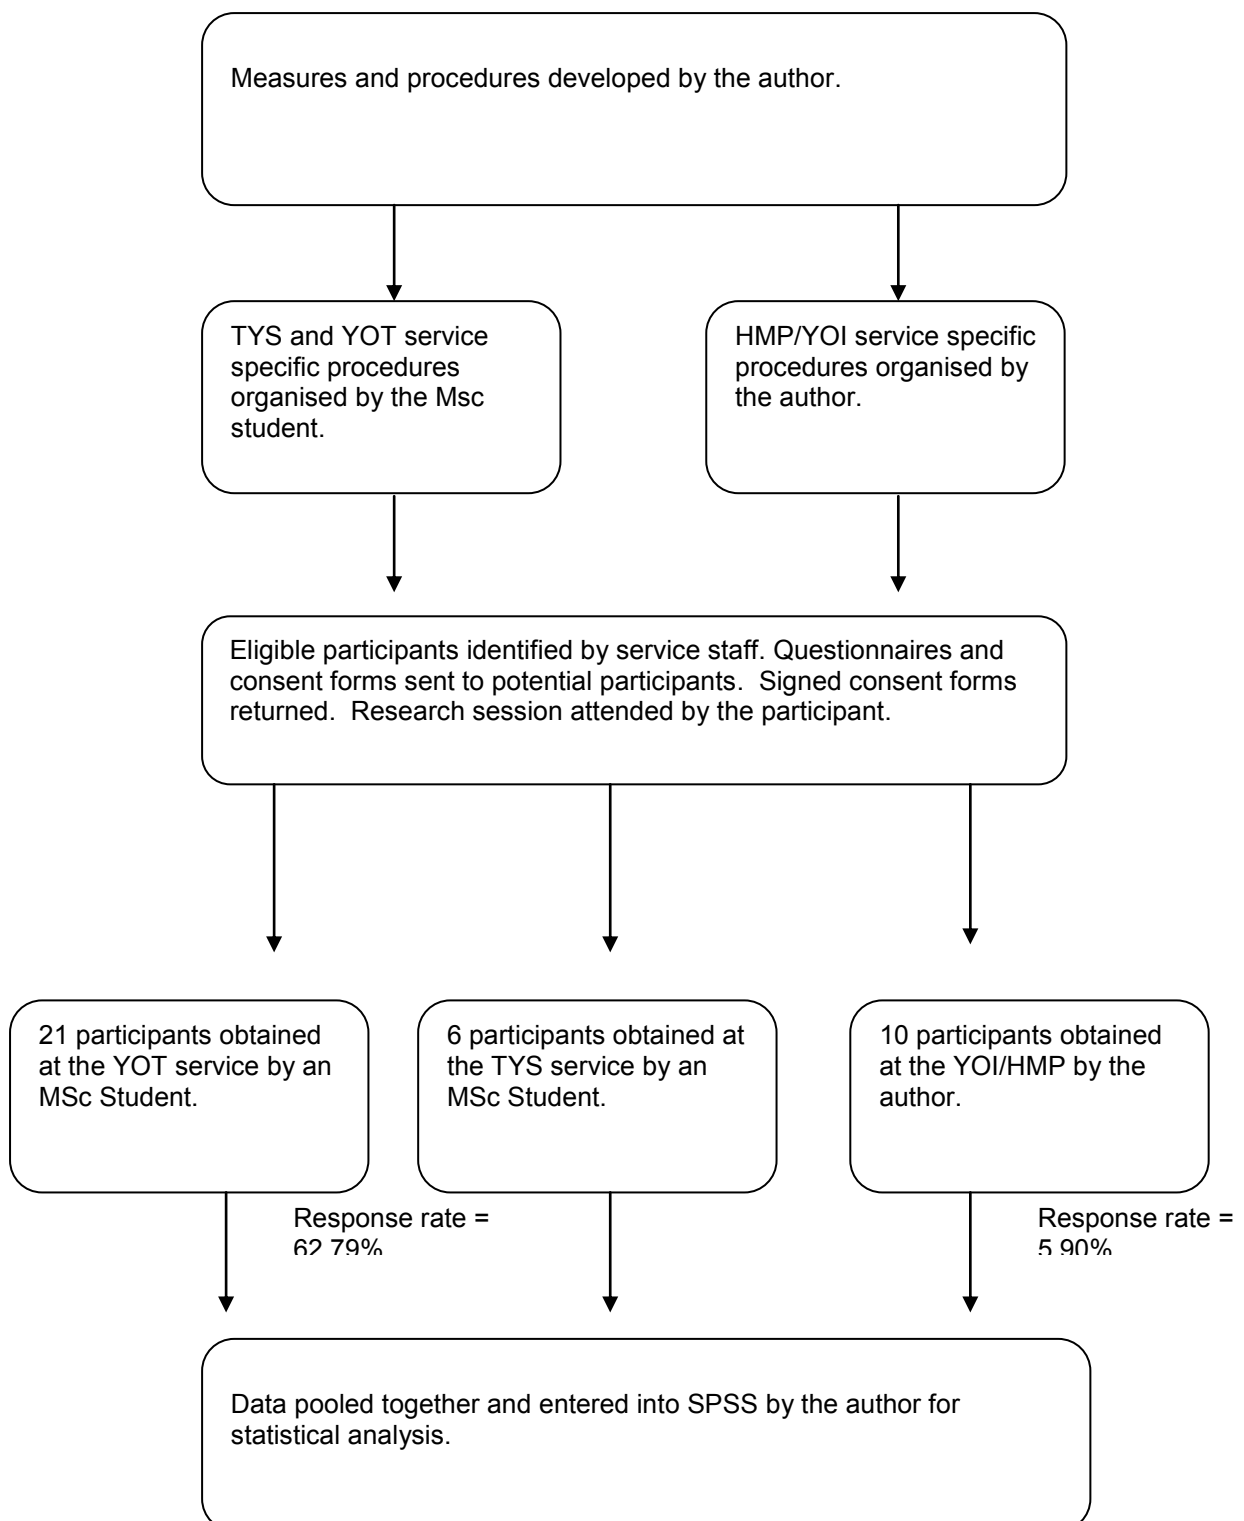 Measures and procedures developed by the author.
TYS and YOT service
specific procedures
organised by the Msc
student.
HMP/YOI service specific
procedures organised by
the author.
Eligible participants identified by service staff. Questionnaires and
consent forms sent to potential participants.  Signed consent forms
returned.  Research session attended by the participant.
21 participants obtained
at the YOT service by an
MSc Student.
6 participants obtained at
the TYS service by an
MSc Student.
10 participants obtained
at the YOI/HMP by the
author.
Response rate =
62.79%
Response rate =
5.90%
Data pooled together and entered into SPSS by the author for
statistical analysis.